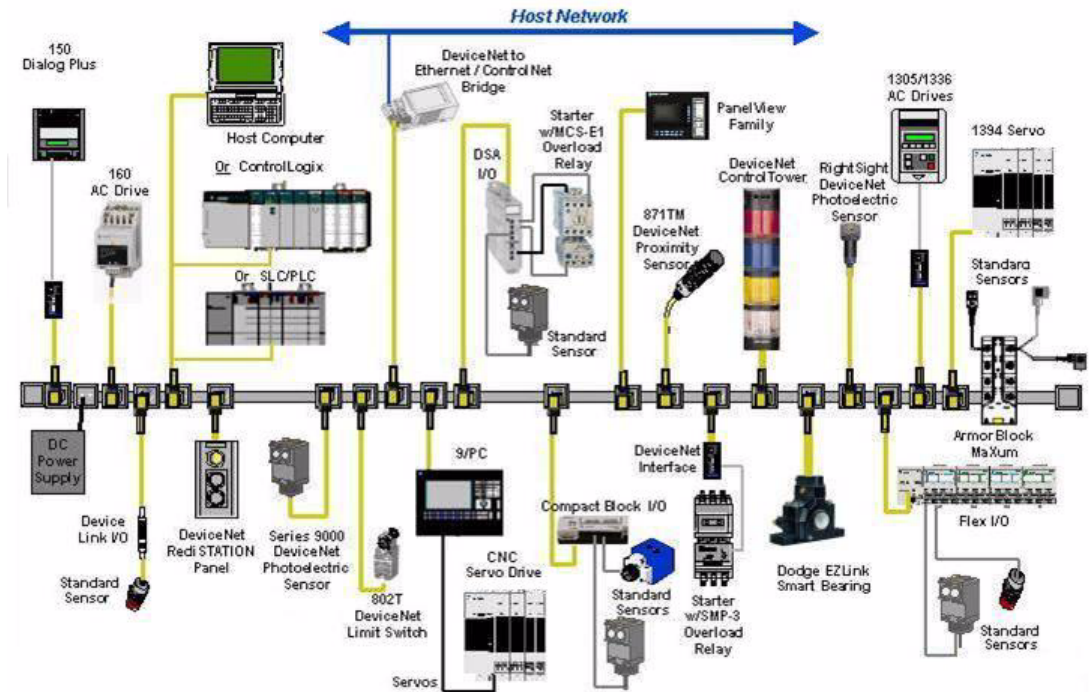 Host Network
150
Dialog Plus
DeviceNet to
Ethernet / ControlNet
Bridge
Host Computer
Or ControlLogix
160
AC Drive
Or SLC/PLC
DSA
I/O
Starter
w/MCS-E1
Overload
Relay
Standard
Sensor
PanelView
Family
871TM
DeviceNet
Proximity
Sensor
DeviceNet
Control Tower
RightSight
DeviceNet
Photoelectric
Sensor
1305/1336
AC Drives
1394 Servo
Standard
Sensors
DC
Power
Supply
Device
Link I/O
Standard
Sensor
DeviceNet
RediSTATION
Panel
Series 9000
DeviceNet
Photoelectric
Sensor
802T
DeviceNet
Limit Switch
9/PC
CNC
Servo Drive
Servos
Compact Block I/O
Standard
Sensors
DeviceNet
Interface
Starter
w/SMP-3
Overload
Relay
Dodge EZLink
Smart Bearing
ArmorBlock
MaXum
Flex I/O
Standard
Sensors